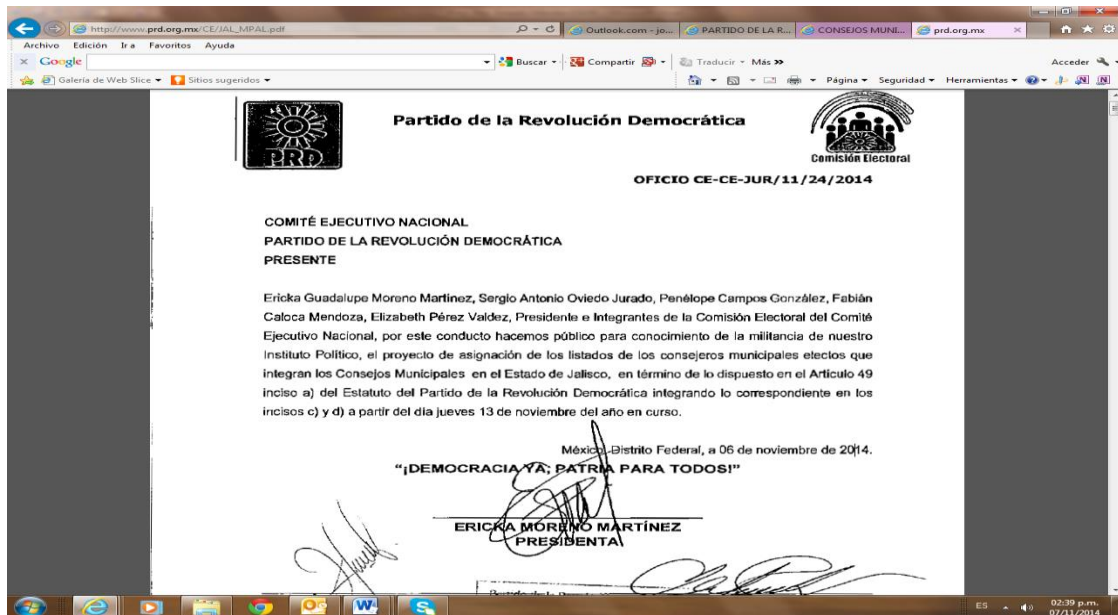 http://www.prd.org.mx/CE/JAL_MPAL.pdf
Outlook.com - jo...
PARTIDO DE LA R...
CONSEJOS MUNI...
prd.org.mx
Archivo Edición Ir a Favoritos Ayuda
Google
Buscar
Compartir
Traducir
Más
Acceder
Galería de Web Slice
Sitios sugeridos
Página
Seguridad
Herramientas
PRD
Partido de la Revolución Democrática
Comisión Electoral
OFICIO CE-CE-JUR/11/24/2014
COMITÉ EJECUTIVO NACIONAL
PARTIDO DE LA REVOLUCIÓN DEMOCRÁTICA
PRESENTE
Ericka Guadalupe Moreno Martinez, Sergio Antonio Oviedo Jurado, Penélope Campos González, Fabián
Caloca Mendoza, Elizabeth Pérez Valdez, Presidente e Integrantes de la Comisión Electoral del Comité
Ejecutivo Nacional, por este conducto hacemos público para conocimiento de la militancia de nuestro
Instituto Político, el proyecto de asignación de los listados de los consejeros municipales electos que
integran los Consejos Municipales en el Estado de Jalisco, en término de lo dispuesto en el Artículo 49
inciso a) del Estatuto del Partido de la Revolución Democrática integrando lo correspondiente en los
incisos c) y d) a partir del día jueves 13 de noviembre del año en curso.
México, Distrito Federal, a 06 de noviembre de 2014.
"¡DEMOCRACIA YA; PATRIA PARA TODOS!"
ERICKA MORENO MARTÍNEZ
PRESIDENTA
ES
02:39 p.m.
07/11/2014